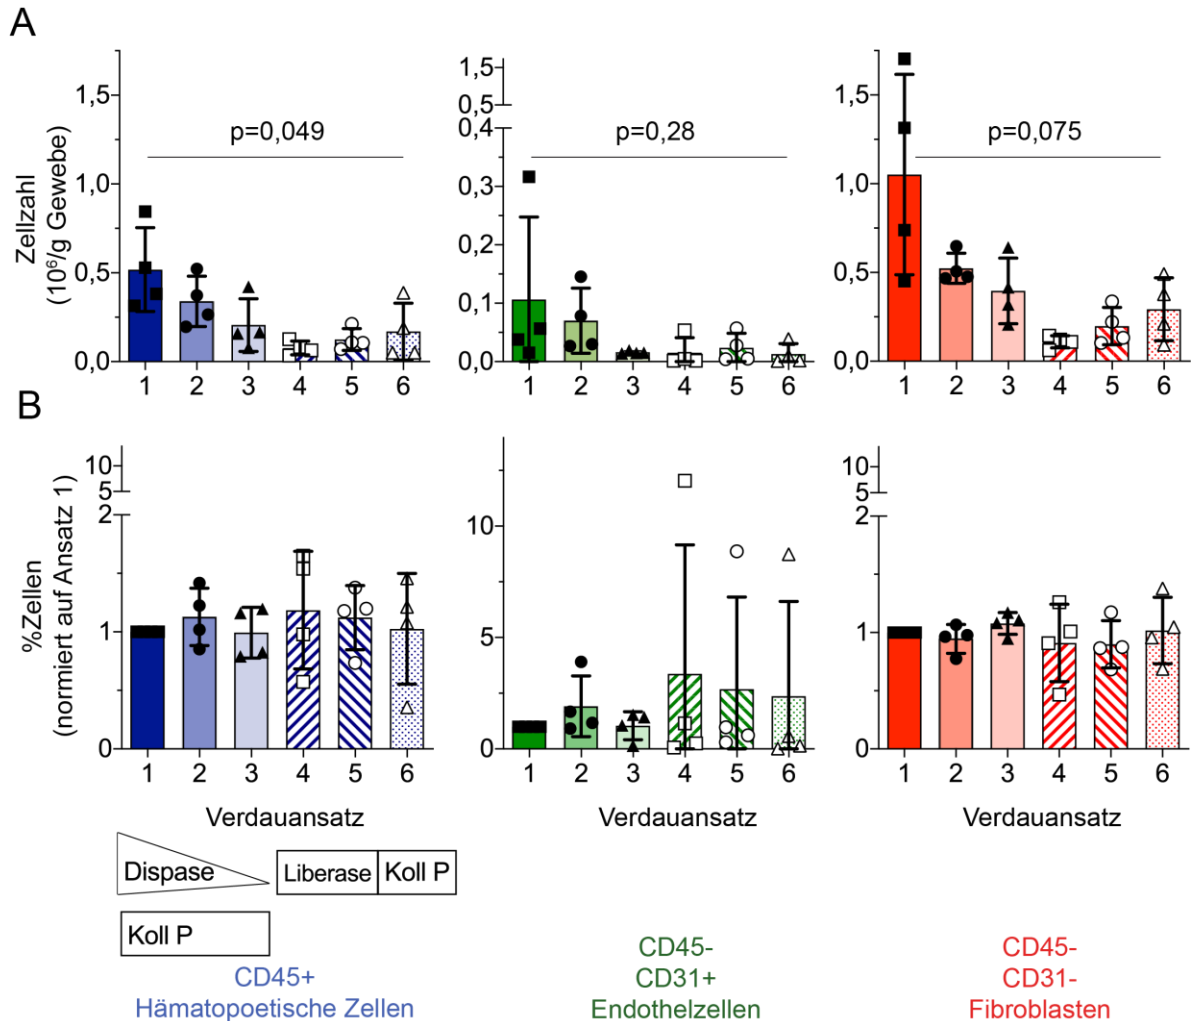 A
Zellzahl
(10⁶/g Gewebe)
1,5
1,0
0,5
0,0
p=0,049
1 2 3 4 5 6
1,5
0,5
0,4
0,3
0,2
0,1
0,0
p=0,28
1 2 3 4 5 6
1,5
1,0
0,5
0,0
p=0,075
1 2 3 4 5 6
B
%Zellen
(normiert auf Ansatz 1)
10
5
2
1
0
1 2 3 4 5 6
Verdauansatz
10
5
0
1 2 3 4 5 6
Verdauansatz
10
5
2
1
0
1 2 3 4 5 6
Verdauansatz
Dispase
Liberase
Koll P
Koll P
CD45+
Hämatopoetische Zellen
CD45-
CD31+
Endothelzellen
CD45-
CD31-
Fibroblasten